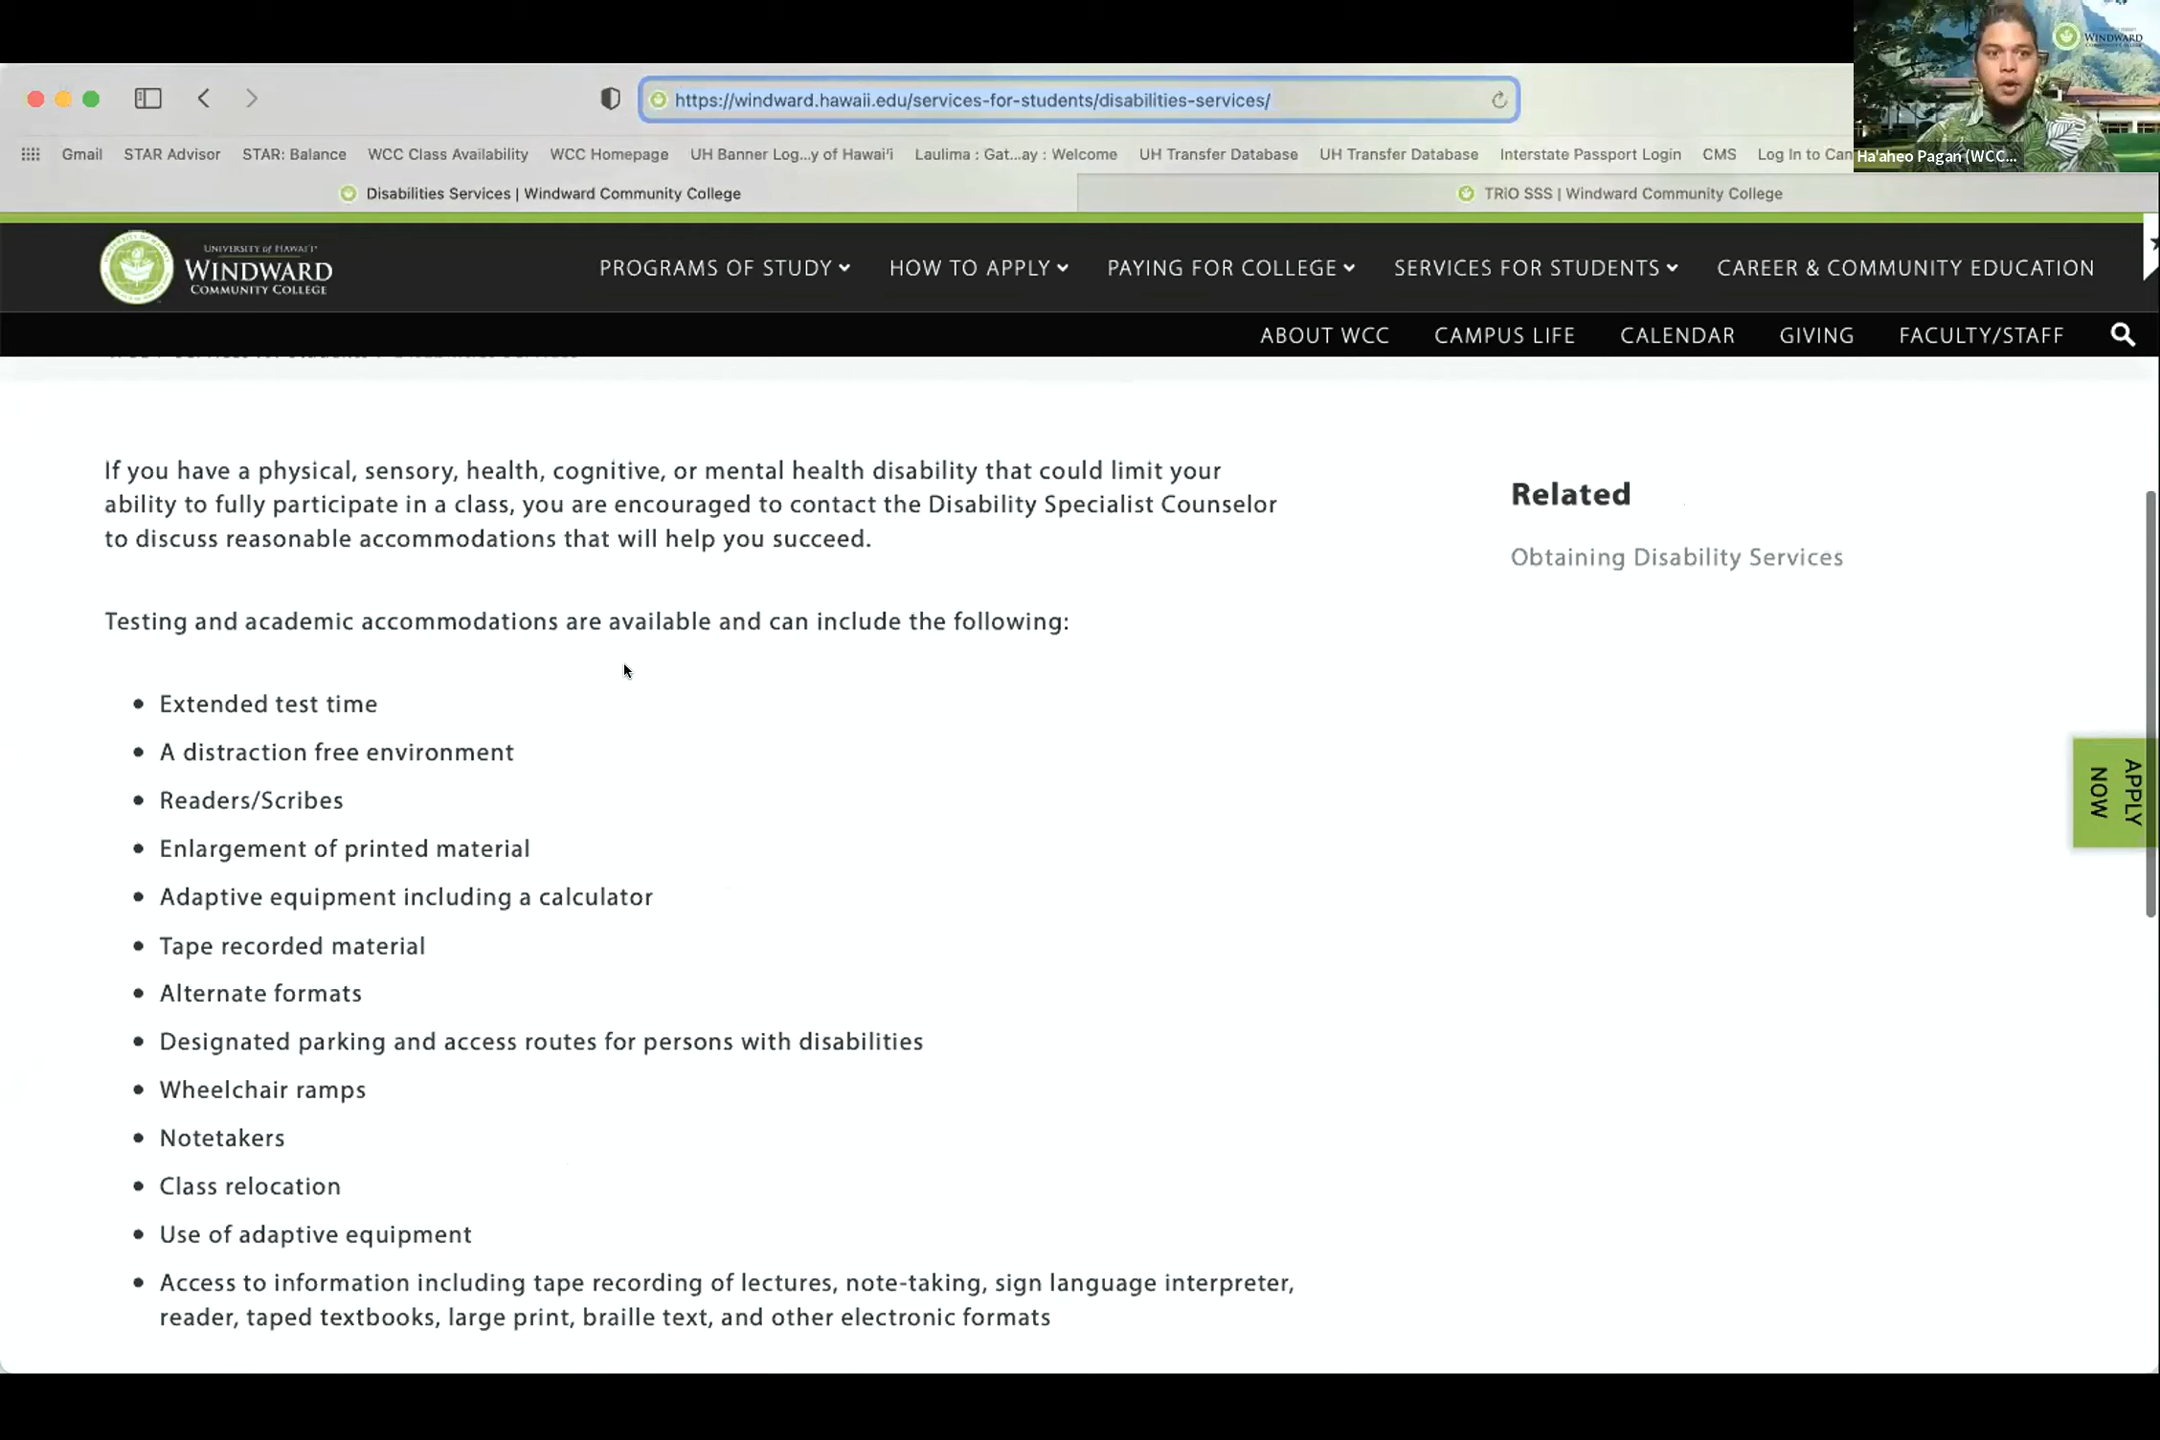 WINDWARD
https://windward.hawaii.edu/services-for-students/disabilities-services/
Ha'aheo Pagan (WCC...
Gmail STAR Advisor STAR: Balance WCC Class Availability WCC Homepage UH Banner Log...y of Hawai'i Laulima : Gat...ay : Welcome UH Transfer Database UH Transfer Database Interstate Passport Login CMS Log In to Can
Disabilities Services | Windward Community College TRiO SSS | Windward Community College
UNIVERSITY of HAWAI'I
WINDWARD
COMMUNITY COLLEGE
PROGRAMS OF STUDY HOW TO APPLY PAYING FOR COLLEGE SERVICES FOR STUDENTS CAREER & COMMUNITY EDUCATION
ABOUT WCC CAMPUS LIFE CALENDAR GIVING FACULTY/STAFF
If you have a physical, sensory, health, cognitive, or mental health disability that could limit your
ability to fully participate in a class, you are encouraged to contact the Disability Specialist Counselor
to discuss reasonable accommodations that will help you succeed.
Testing and academic accommodations are available and can include the following:
• Extended test time
• A distraction free environment
• Readers/Scribes
• Enlargement of printed material
• Adaptive equipment including a calculator
• Tape recorded material
• Alternate formats
• Designated parking and access routes for persons with disabilities
• Wheelchair ramps
• Notetakers
• Class relocation
• Use of adaptive equipment
• Access to information including tape recording of lectures, note-taking, sign language interpreter,
reader, taped textbooks, large print, braille text, and other electronic formats
Related
Obtaining Disability Services
APPLY
NOW